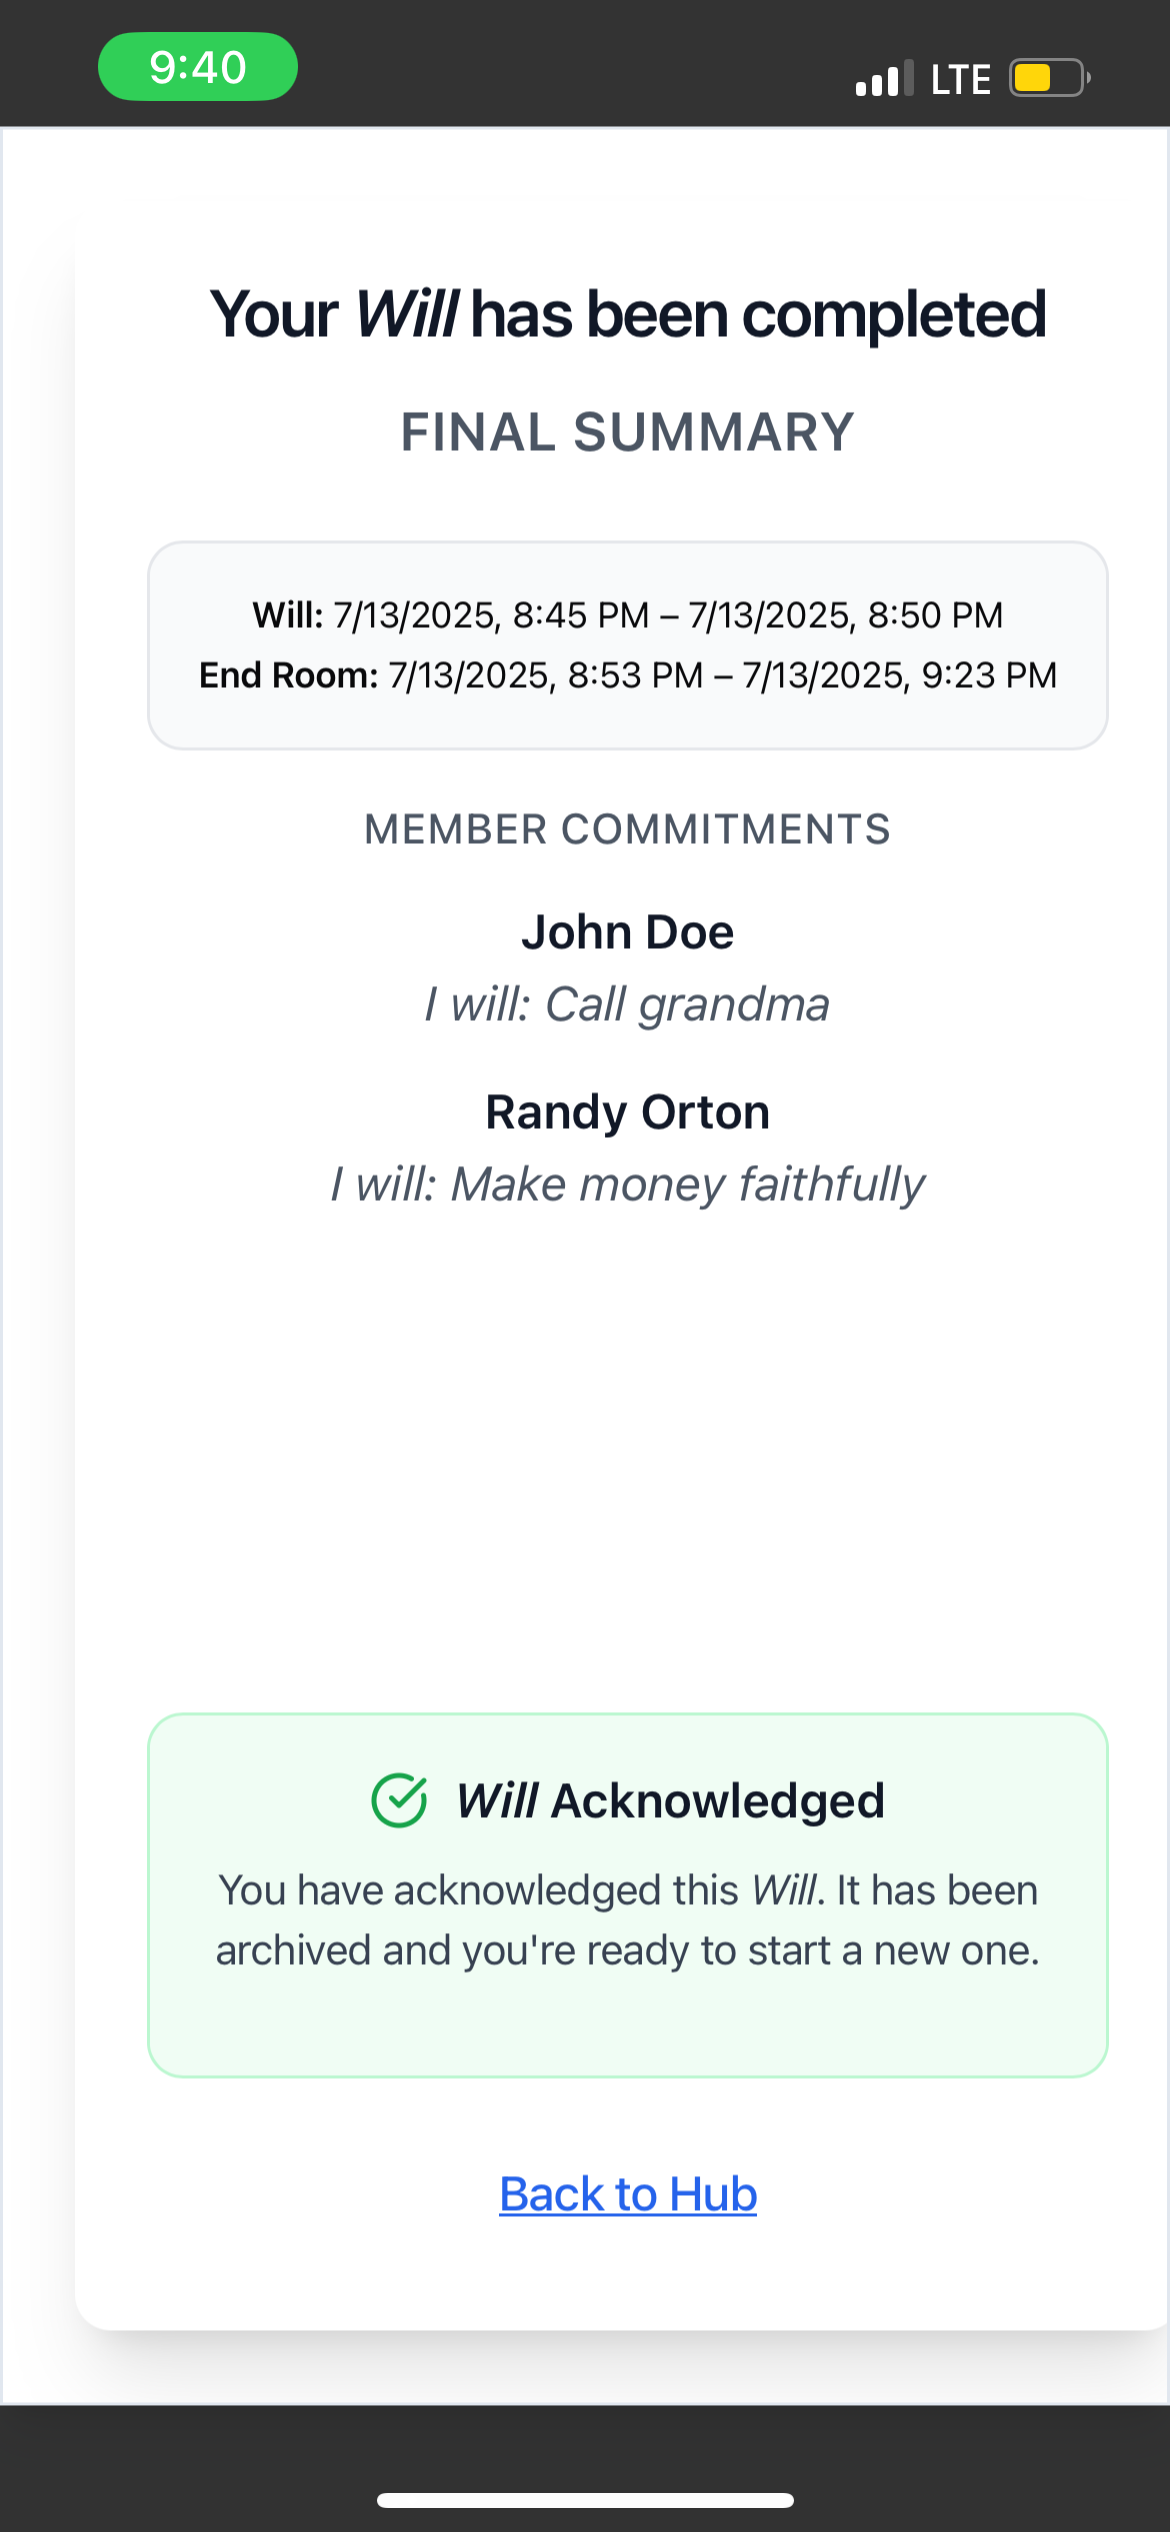 9:40
LTE
Your Will has been completed
FINAL SUMMARY
Will: 7/13/2025, 8:45 PM – 7/13/2025, 8:50 PM
End Room: 7/13/2025, 8:53 PM – 7/13/2025, 9:23 PM
MEMBER COMMITMENTS
John Doe
I will: Call grandma
Randy Orton
I will: Make money faithfully
Will Acknowledged
You have acknowledged this Will. It has been
archived and you're ready to start a new one.
Back to Hub